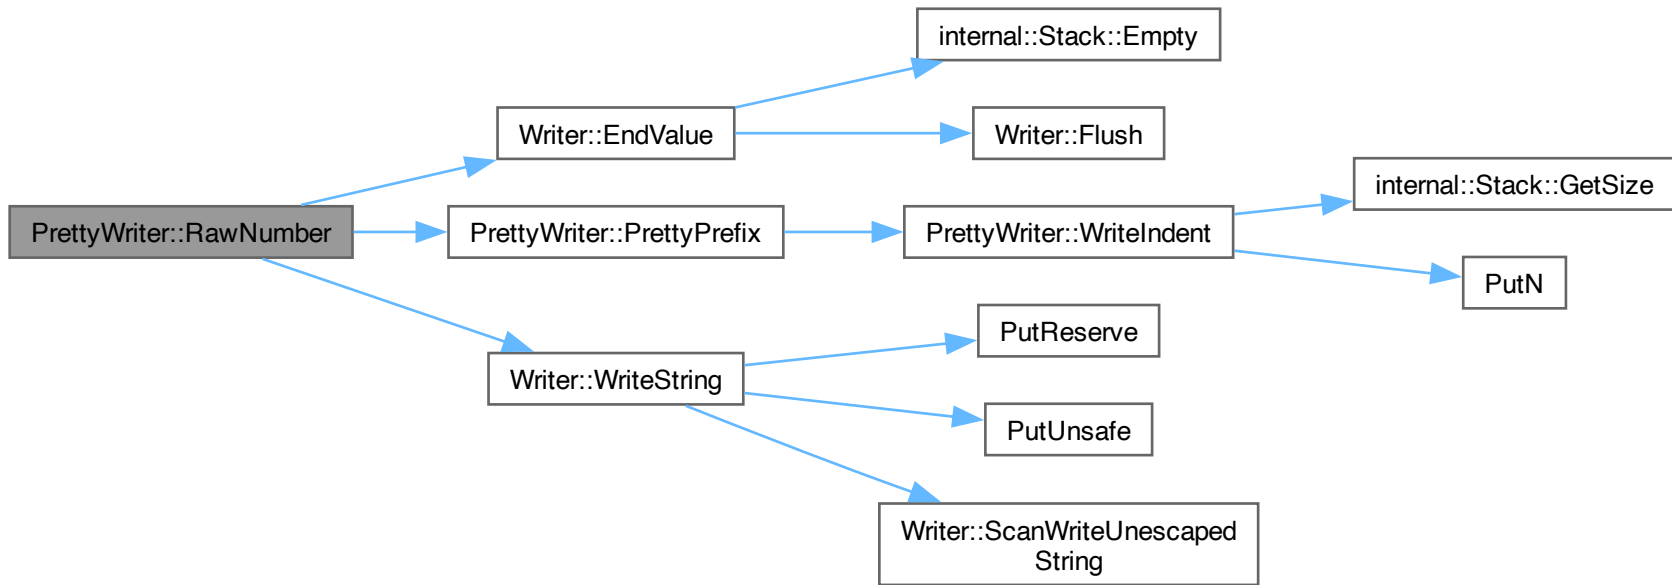 internal::Stack::Empty
Writer::EndValue
Writer::Flush
internal::Stack::GetSize
PrettyWriter::RawNumber
PrettyWriter::PrettyPrefix
PrettyWriter::WriteIndent
PutN
PutReserve
Writer::WriteString
PutUnsafe
Writer::ScanWriteUnescaped
String